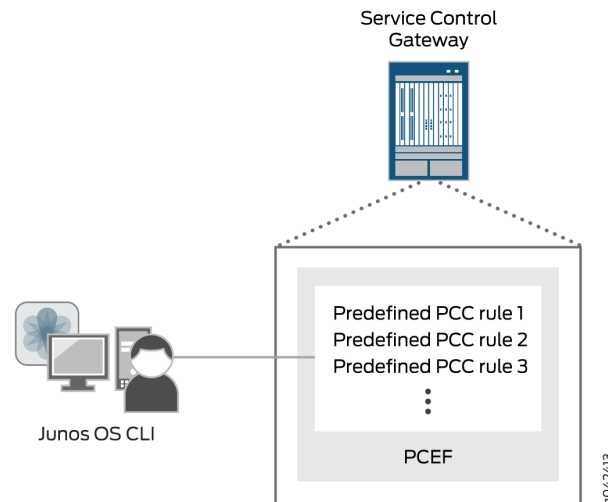 Service Control
Gateway
Predefined PCC rule 1
Predefined PCC rule 2
Predefined PCC rule 3
PCEF
Junos OS CLI
g043413